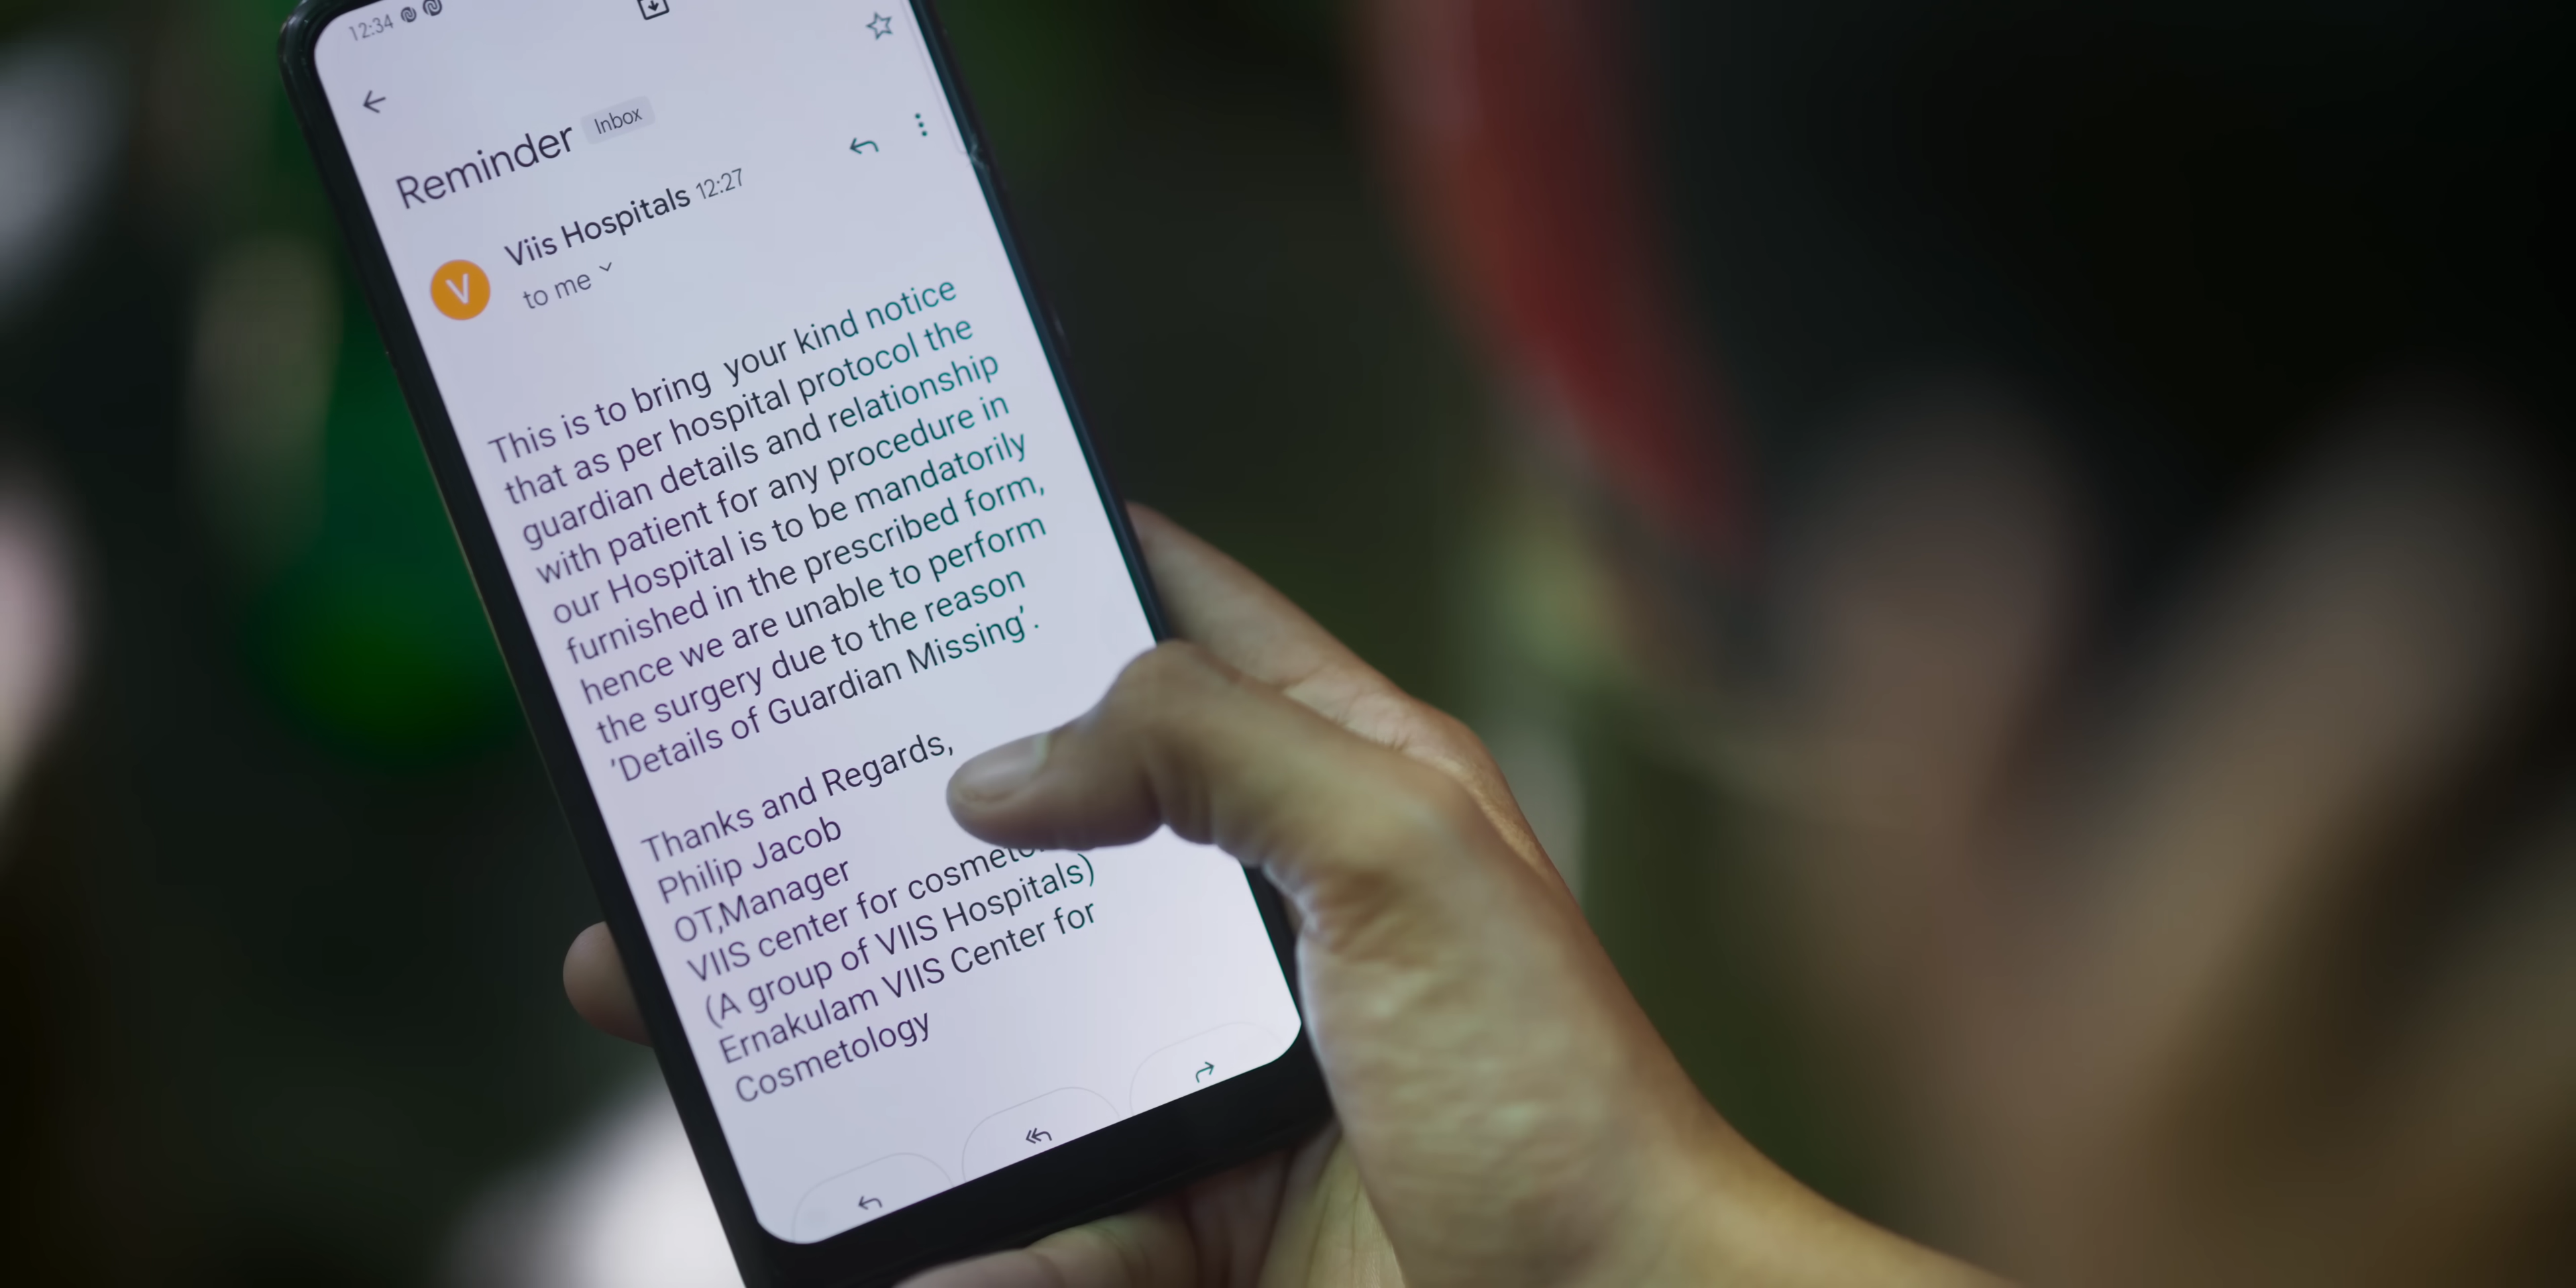 12:34
Reminder Inbox
V
Viis Hospitals 12:27
to me
This is to bring your kind notice
that as per hospital protocol the
guardian details and relationship
with patient for any procedure in
our Hospital is to be mandatorily
furnished in the prescribed form,
hence we are unable to perform
the surgery due to the reason
'Details of Guardian Missing'.
Thanks and Regards,
Philip Jacob
OT,Manager
VIIS center for
(A group of VIIS Hospitals)
Ernakulam VIIS Center for
Cosmetology